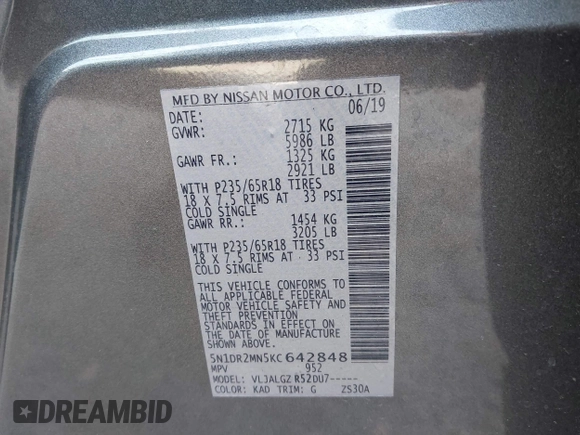 MFD BY NISSAN MOTOR CO., LTD.
DATE: 06/19
GVWR: 2715 KG
5986 LB
GAWR FR.: 1325 KG
2921 LB
WITH P235/65R18 TIRES
18 X 7.5 RIMS AT 33 PSI
COLD SINGLE
GAWR RR.: 1454 KG
3205 LB
WITH P235/65R18 TIRES
18 X 7.5 RIMS AT 33 PSI
COLD SINGLE
THIS VEHICLE CONFORMS TO
ALL APPLICABLE FEDERAL
MOTOR VEHICLE SAFETY AND
THEFT PREVENTION
STANDARDS IN EFFECT ON
THE DATE OF MANUFACTURE
SHOWN ABOVE.
5N1DR2MN5KC642848
MPV 952
MODEL: VLJALGZ R52DU7-----
COLOR: KAD TRIM: G ZS30A
DREAMBID